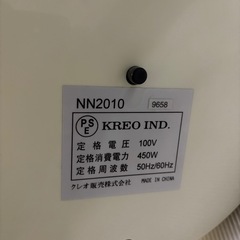 NN2010 9658
PSE KREO IND.
定格電圧 100V
定格消費電力 450W
定格周波数 50Hz/60Hz
クレオ販売株式会社 MADE IN CHINA